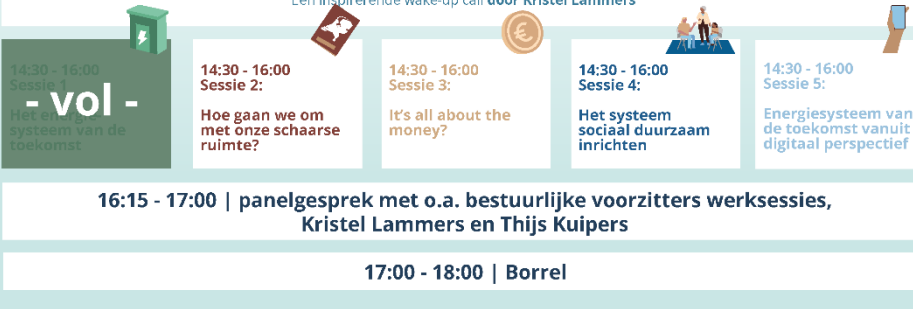 Een inspirerende wake-up call door Kristel Lammers
14:30 - 16:00
Sessie 1
- vol -
Het energie-
systeem van de
toekomst
14:30 - 16:00
Sessie 2:
Hoe gaan we om
met onze schaarse
ruimte?
14:30 - 16:00
Sessie 3:
It's all about the
money?
14:30 - 16:00
Sessie 4:
Het systeem
sociaal duurzaam
inrichten
14:30 - 16:00
Sessie 5:
Energiesysteem van
de toekomst vanuit
digitaal perspectief
16:15 - 17:00 | panelgesprek met o.a. bestuurlijke voorzitters werksessies,
Kristel Lammers en Thijs Kuipers
17:00 - 18:00 | Borrel